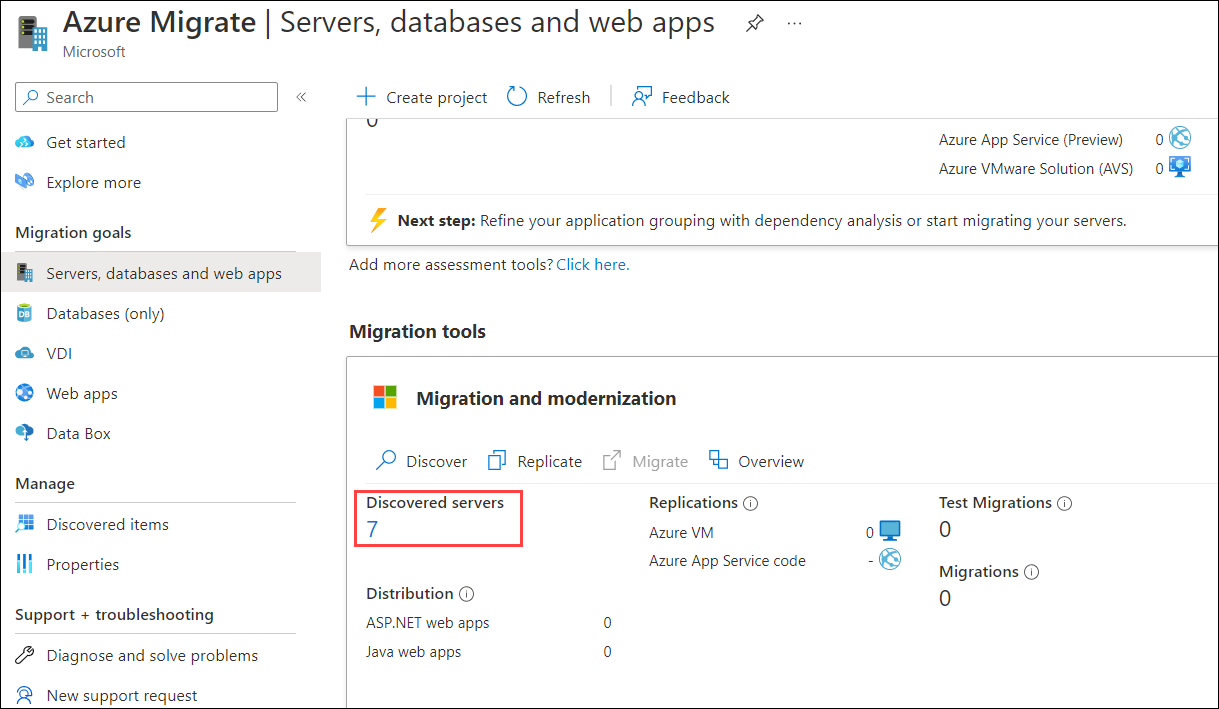 Azure Migrate | Servers, databases and web apps ...
Microsoft
Search «
Get started
Explore more
Migration goals
Servers, databases and web apps
Databases (only)
VDI
Web apps
Data Box
Manage
Discovered items
Properties
Support + troubleshooting
Diagnose and solve problems
New support request
Create project Refresh Feedback
0
Azure App Service (Preview) 0
Azure VMware Solution (AVS) 0
Next step: Refine your application grouping with dependency analysis or start migrating your servers.
Add more assessment tools? Click here.
Migration tools
Migration and modernization
Discover Replicate Migrate Overview
Discovered servers
7
Distribution
ASP.NET web apps 0
Java web apps 0
Replications
Azure VM 0
Azure App Service code -
Test Migrations
0
Migrations
0